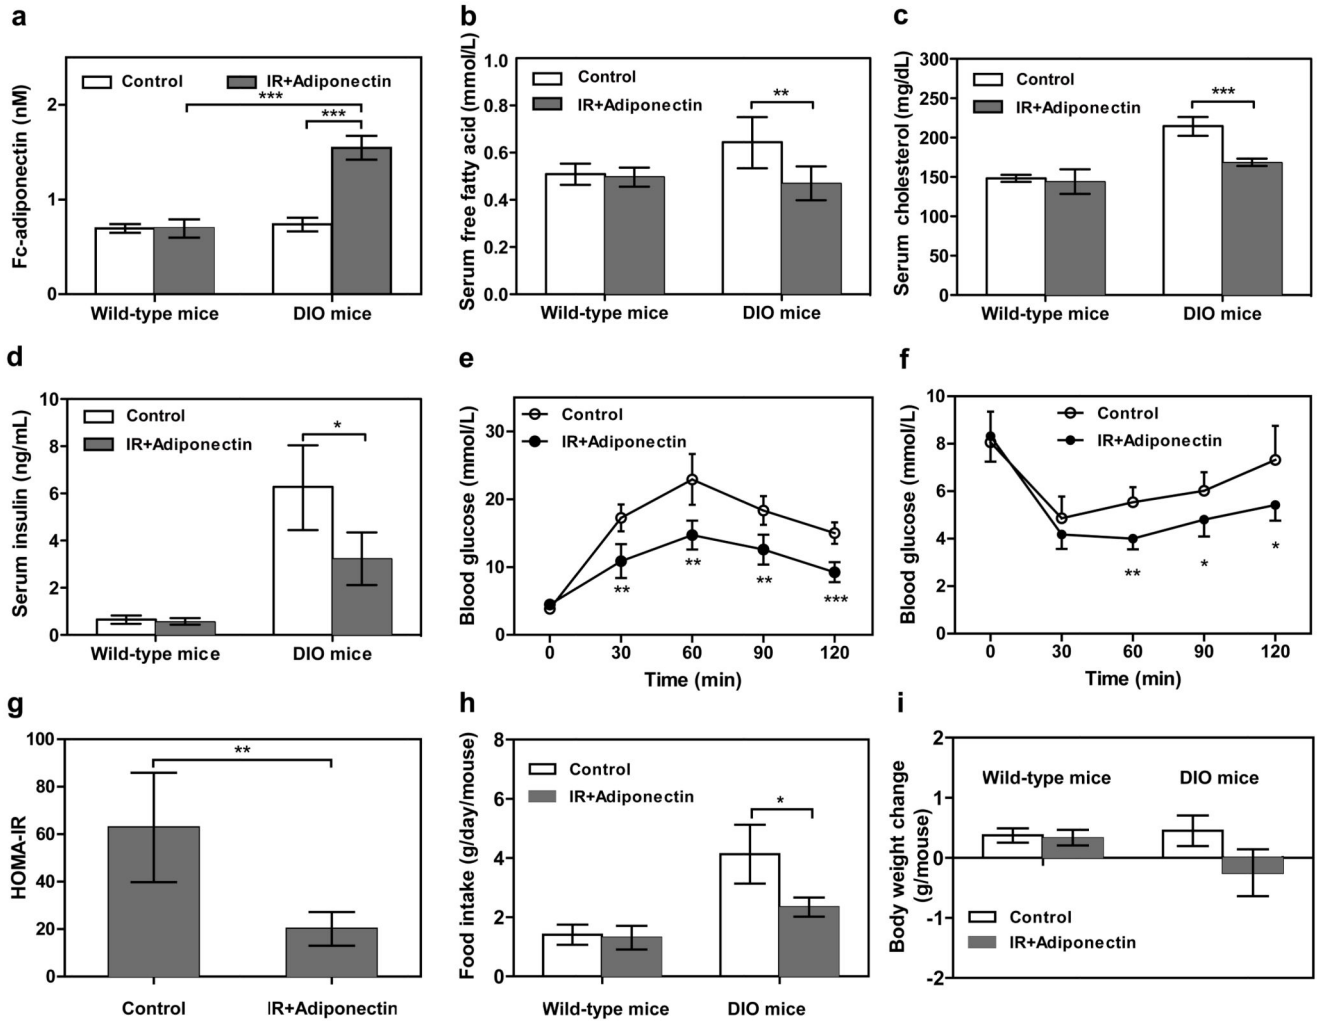 a
Fc-adiponectin (nM)
2
1
0
Control
IR+Adiponectin
***
***
Wild-type mice
DIO mice
b
Serum free fatty acid (mmol/L)
1.0
0.8
0.6
0.4
0.2
0.0
Control
IR+Adiponectin
**
Wild-type mice
DIO mice
c
Serum cholesterol (mg/dL)
300
250
200
150
100
50
0
Control
IR+Adiponectin
***
Wild-type mice
DIO mice
d
Serum insulin (ng/mL)
10
8
6
4
2
0
Control
IR+Adiponectin
*
Wild-type mice
DIO mice
e
Blood glucose (mmol/L)
30
20
10
0
Control
IR+Adiponectin
**
**
**
***
0 30 60 90 120
Time (min)
f
Blood glucose (mmol/L)
10
8
6
4
2
0
Control
IR+Adiponectin
**
*
*
0 30 60 90 120
Time (min)
g
HOMA-IR
100
80
60
40
20
0
**
Control
IR+Adiponectin
h
Food intake (g/day/mouse)
8
6
4
2
0
Control
IR+Adiponectin
*
Wild-type mice
DIO mice
i
Body weight change
(g/mouse)
2
1
0
-1
-2
Wild-type mice
DIO mice
Control
IR+Adiponectin